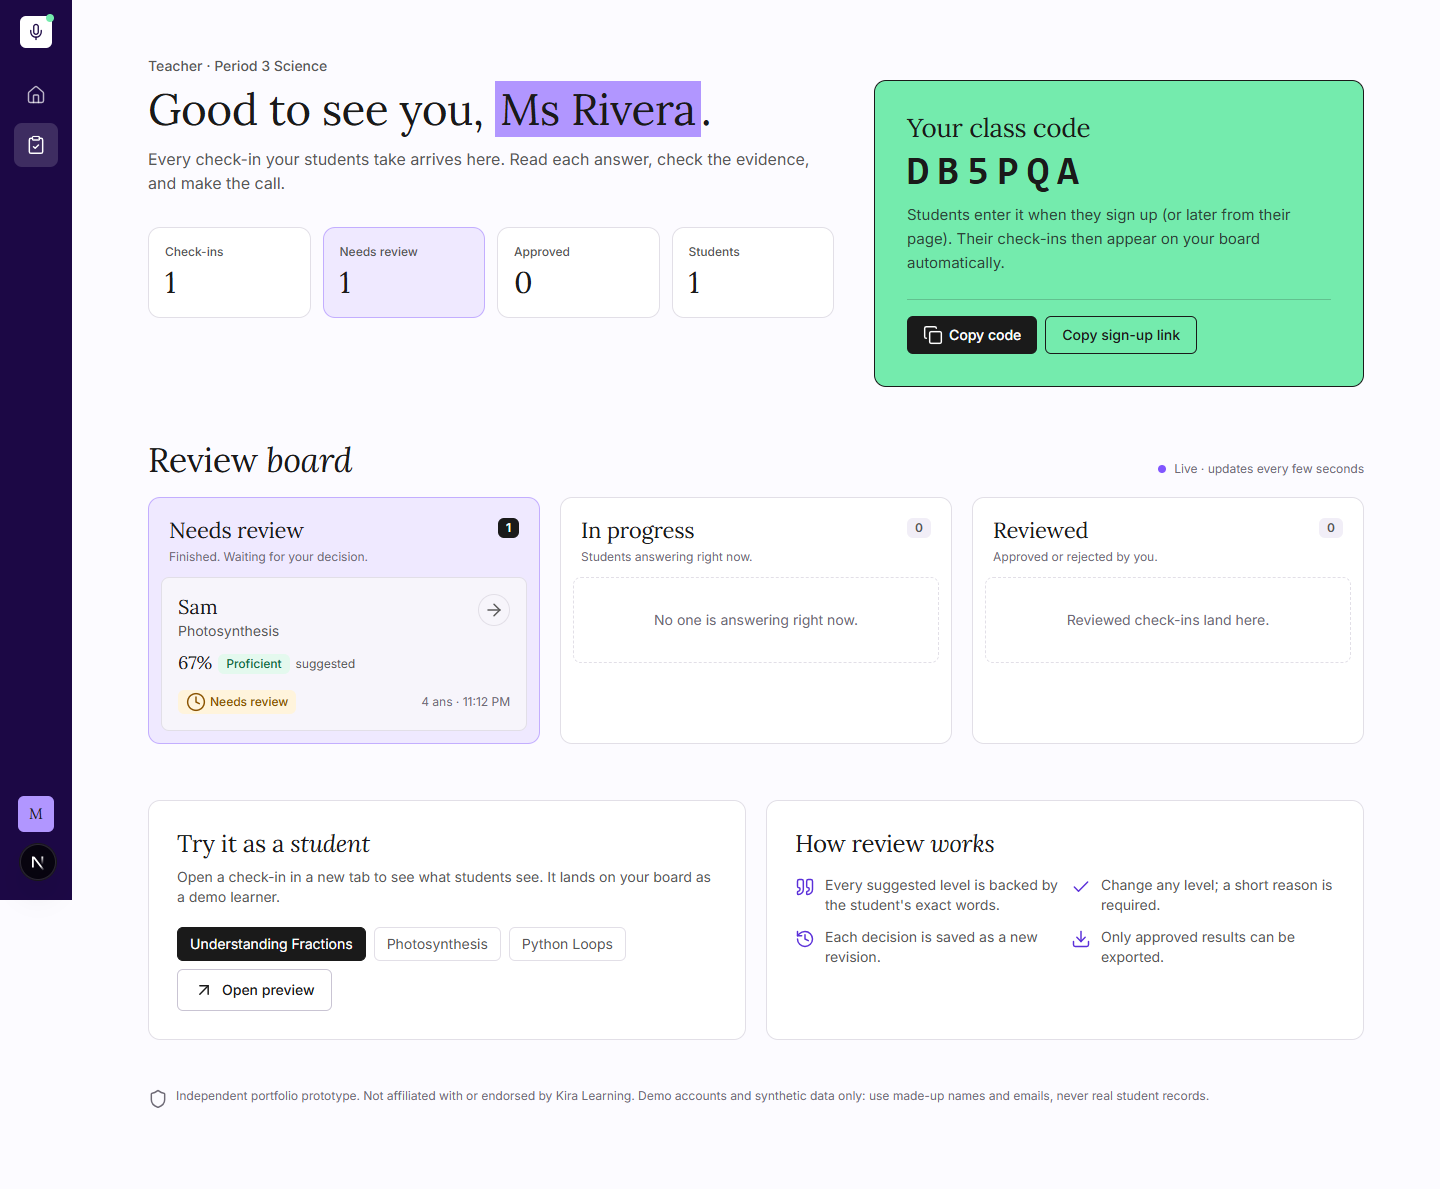 Teacher · Period 3 Science
Good to see you, Ms Rivera.
Every check-in your students take arrives here. Read each answer, check the evidence,
and make the call.
Check-ins
1
Needs review
1
Approved
0
Students
1
Your class code
DB5PQA
Students enter it when they sign up (or later from their
page). Their check-ins then appear on your board
automatically.
Copy code
Copy sign-up link
Review board
Live · updates every few seconds
Needs review
1
Finished. Waiting for your decision.
Sam
Photosynthesis
67% Proficient suggested
Needs review
4 ans · 11:12 PM
In progress
0
Students answering right now.
No one is answering right now.
Reviewed
0
Approved or rejected by you.
Reviewed check-ins land here.
M
N
Try it as a student
Open a check-in in a new tab to see what students see. It lands on your board as
a demo learner.
Understanding Fractions
Photosynthesis
Python Loops
Open preview
How review works
Every suggested level is backed by
the student's exact words.
Change any level; a short reason is
required.
Each decision is saved as a new
revision.
Only approved results can be
exported.
Independent portfolio prototype. Not affiliated with or endorsed by Kira Learning. Demo accounts and synthetic data only: use made-up names and emails, never real student records.